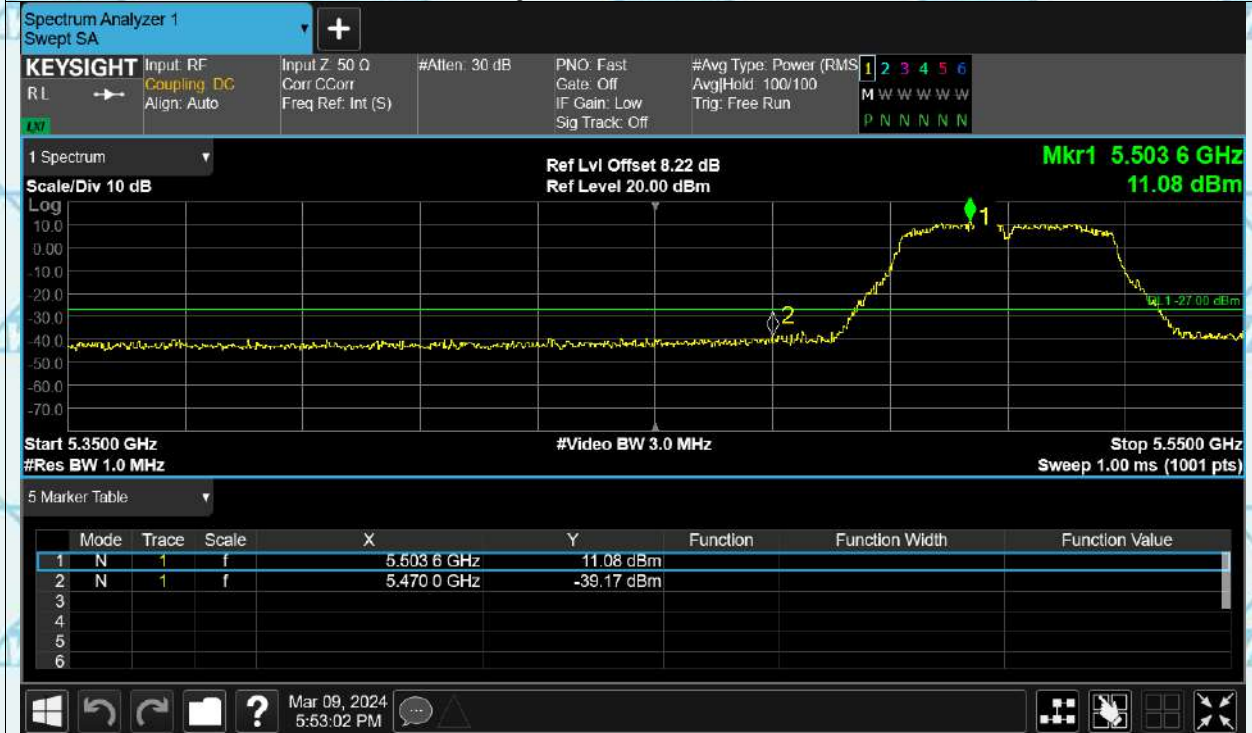 Spectrum Analyzer 1
Swept SA
+
KEYSIGHT
R L
LXI
Input: RF
Coupling: DC
Align: Auto
Input Z: 50 Ω
Corr CCorr
Freq Ref: Int (S)
#Atten: 30 dB
PNO: Fast
Gate: Off
IF Gain: Low
Sig Track: Off
#Avg Type: Power (RMS
Avg|Hold: 100/100
Trig: Free Run
1 2 3 4 5 6
M W W W W W
P N N N N N
1 Spectrum
Scale/Div 10 dB
Ref Lvl Offset 8.22 dB
Ref Level 20.00 dBm
Mkr1 5.503 6 GHz
11.08 dBm
Log
10.0
0.00
-10.0
-20.0
-30.0
-40.0
-50.0
-60.0
-70.0
1
2
DL1 -27.00 dBm
Start 5.3500 GHz
#Video BW 3.0 MHz
Stop 5.5500 GHz
#Res BW 1.0 MHz
Sweep 1.00 ms (1001 pts)
5 Marker Table
Mode Trace Scale X Y Function Function Width Function Value
1 N 1 f 5.503 6 GHz 11.08 dBm
2 N 1 f 5.470 0 GHz -39.17 dBm
3
4
5
6
?
Mar 09, 2024
5:53:02 PM